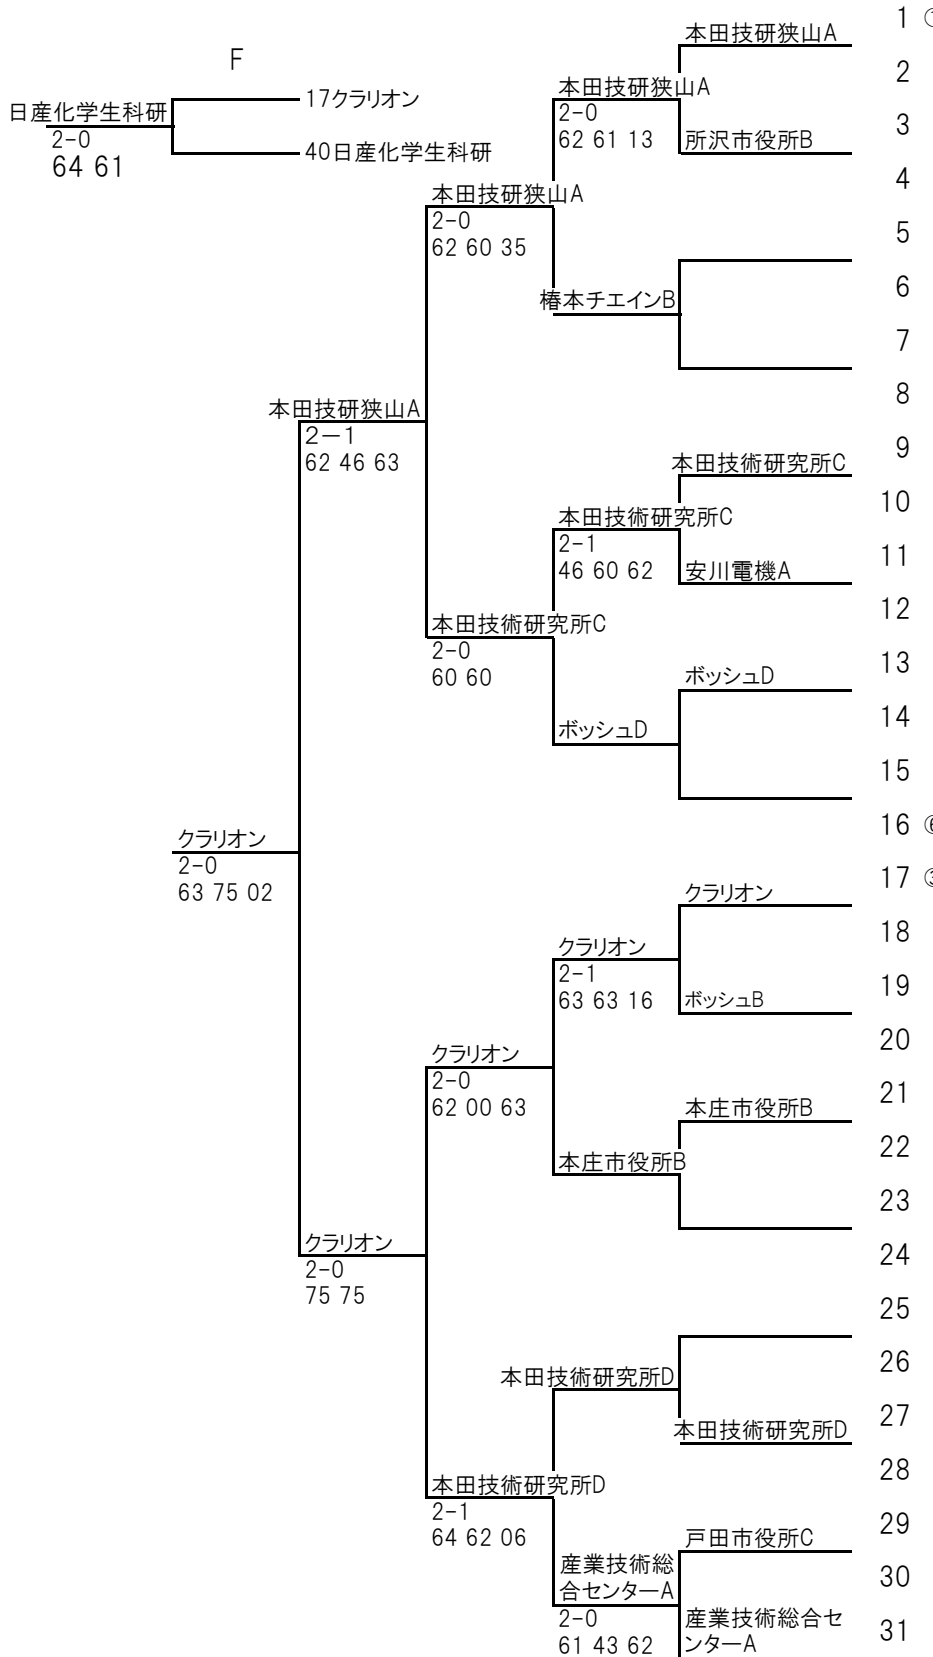 1 ①
本田技研狭山A
F
2
本田技研狭山A
17クラリオン
日産化学生科研
2-0
3
2-0
62 61 13
所沢市役所B
64 61
40日産化学生科研
4
本田技研狭山A
2-0
5
62 60 35
6
椿本チエインB
7
8
本田技研狭山A
2−1
9
62 46 63
本田技術研究所C
10
本田技術研究所C
2-1
11
46 60 62
安川電機A
12
本田技術研究所C
2-0
13
60 60
ボッシュD
14
ボッシュD
15
16 ⑥
クラリオン
2-0
17 ③
63 75 02
クラリオン
18
クラリオン
2-1
19
63 63 16
ボッシュB
20
クラリオン
2-0
21
62 00 63
本庄市役所B
22
本庄市役所B
23
クラリオン
24
2-0
75 75
25
26
本田技術研究所D
27
本田技術研究所D
28
本田技術研究所D
2-1
29
64 62 06
戸田市役所C
産業技術総
合センターA
30
2-0
61 43 62
産業技術総合セ
ンターA
31